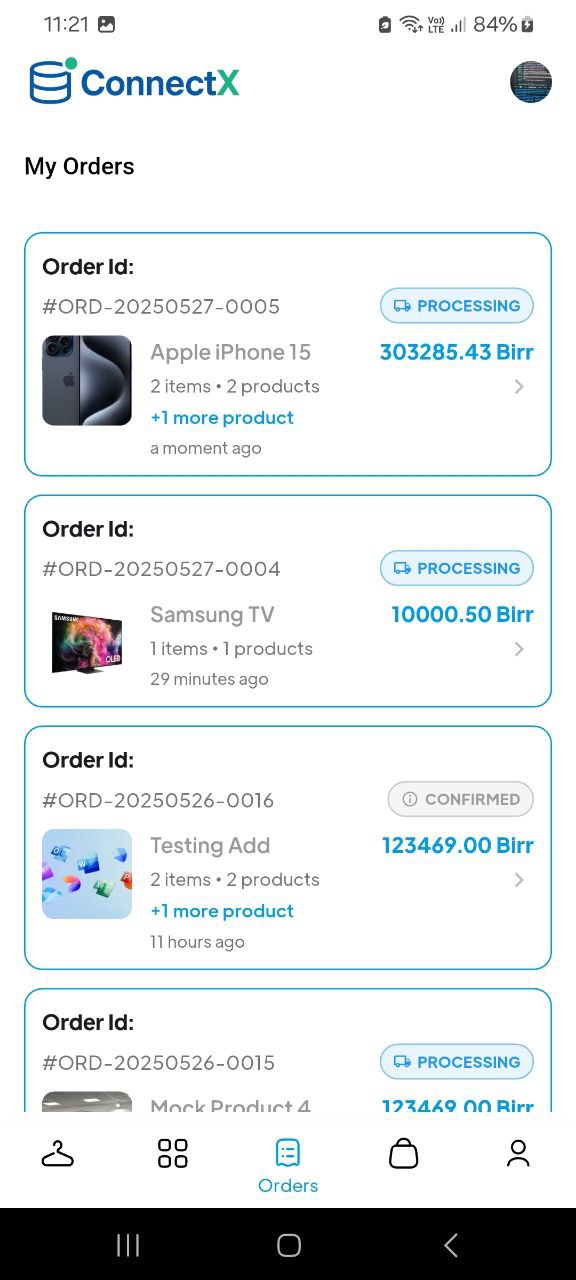 11:21
Vo))
LTE
84%
ConnectX
My Orders
Order Id:
#ORD-20250527-0005
PROCESSING
Apple iPhone 15
303285.43 Birr
2 items • 2 products
+1 more product
a moment ago
Order Id:
#ORD-20250527-0004
PROCESSING
SAMSUNG
OLED
Samsung TV
10000.50 Birr
1 items • 1 products
29 minutes ago
Order Id:
#ORD-20250526-0016
CONFIRMED
Testing Add
123469.00 Birr
2 items • 2 products
+1 more product
11 hours ago
Order Id:
#ORD-20250526-0015
PROCESSING
Mock Product 4
123469.00 Birr
Orders